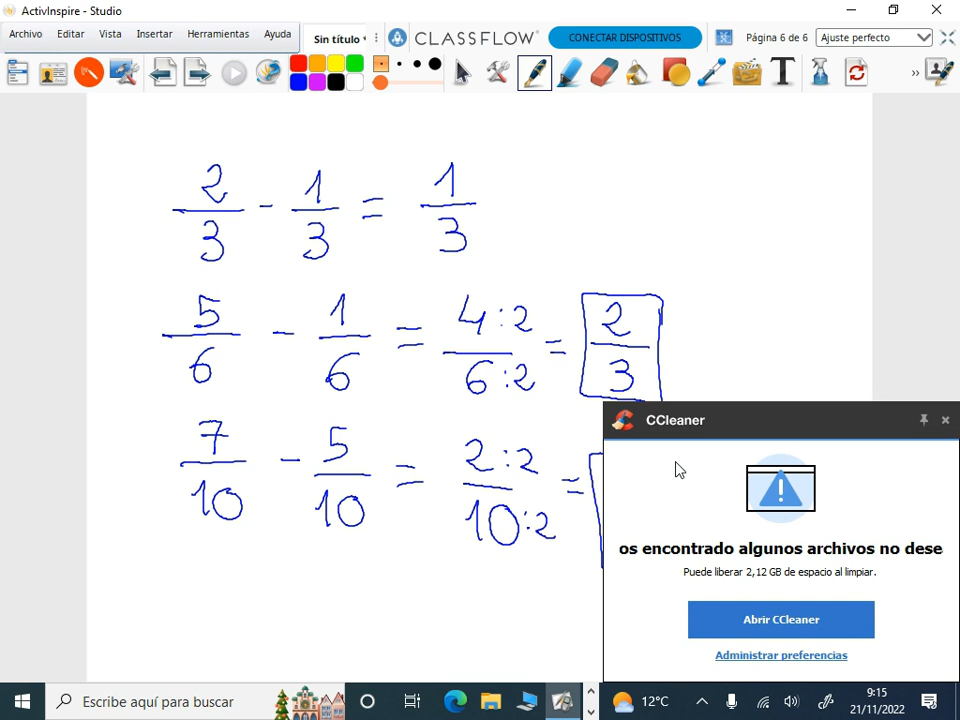 ActivInspire - Studio
Archivo Editar Vista Insertar Herramientas Ayuda
Sin título
CLASSFLOW
CONECTAR DISPOSITIVOS
Página 6 de 6
Ajuste perfecto
2/3 - 1/3 = 1/3
5/6 - 1/6 = 4:2/6:2 = 2/3
7/10 - 5/10 = 2:2/10:2 =
CCleaner
os encontrado algunos archivos no dese
Puede liberar 2,12 GB de espacio al limpiar.
Abrir CCleaner
Administrar preferencias
Escribe aquí para buscar
12°C
9:15
21/11/2022